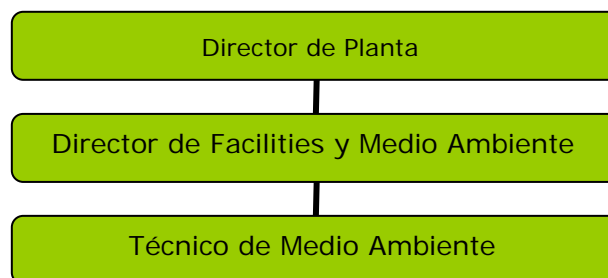 Director de Planta
Director de Facilities y Medio Ambiente
Técnico de Medio Ambiente